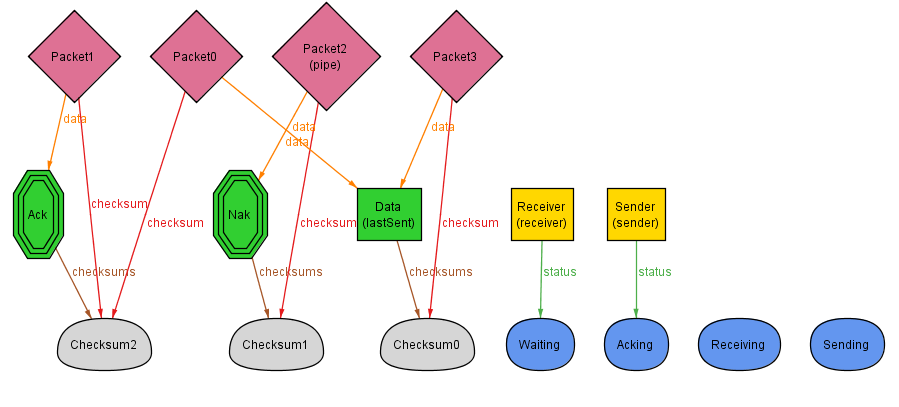 Packet1
Packet0
Packet2
(pipe)
Packet3
data
data
data
data
Ack
Nak
Data
(lastSent)
Receiver
(receiver)
Sender
(sender)
checksum
checksum
checksum
checksum
checksums
checksums
checksums
status
status
Checksum2
Checksum1
Checksum0
Waiting
Acking
Receiving
Sending